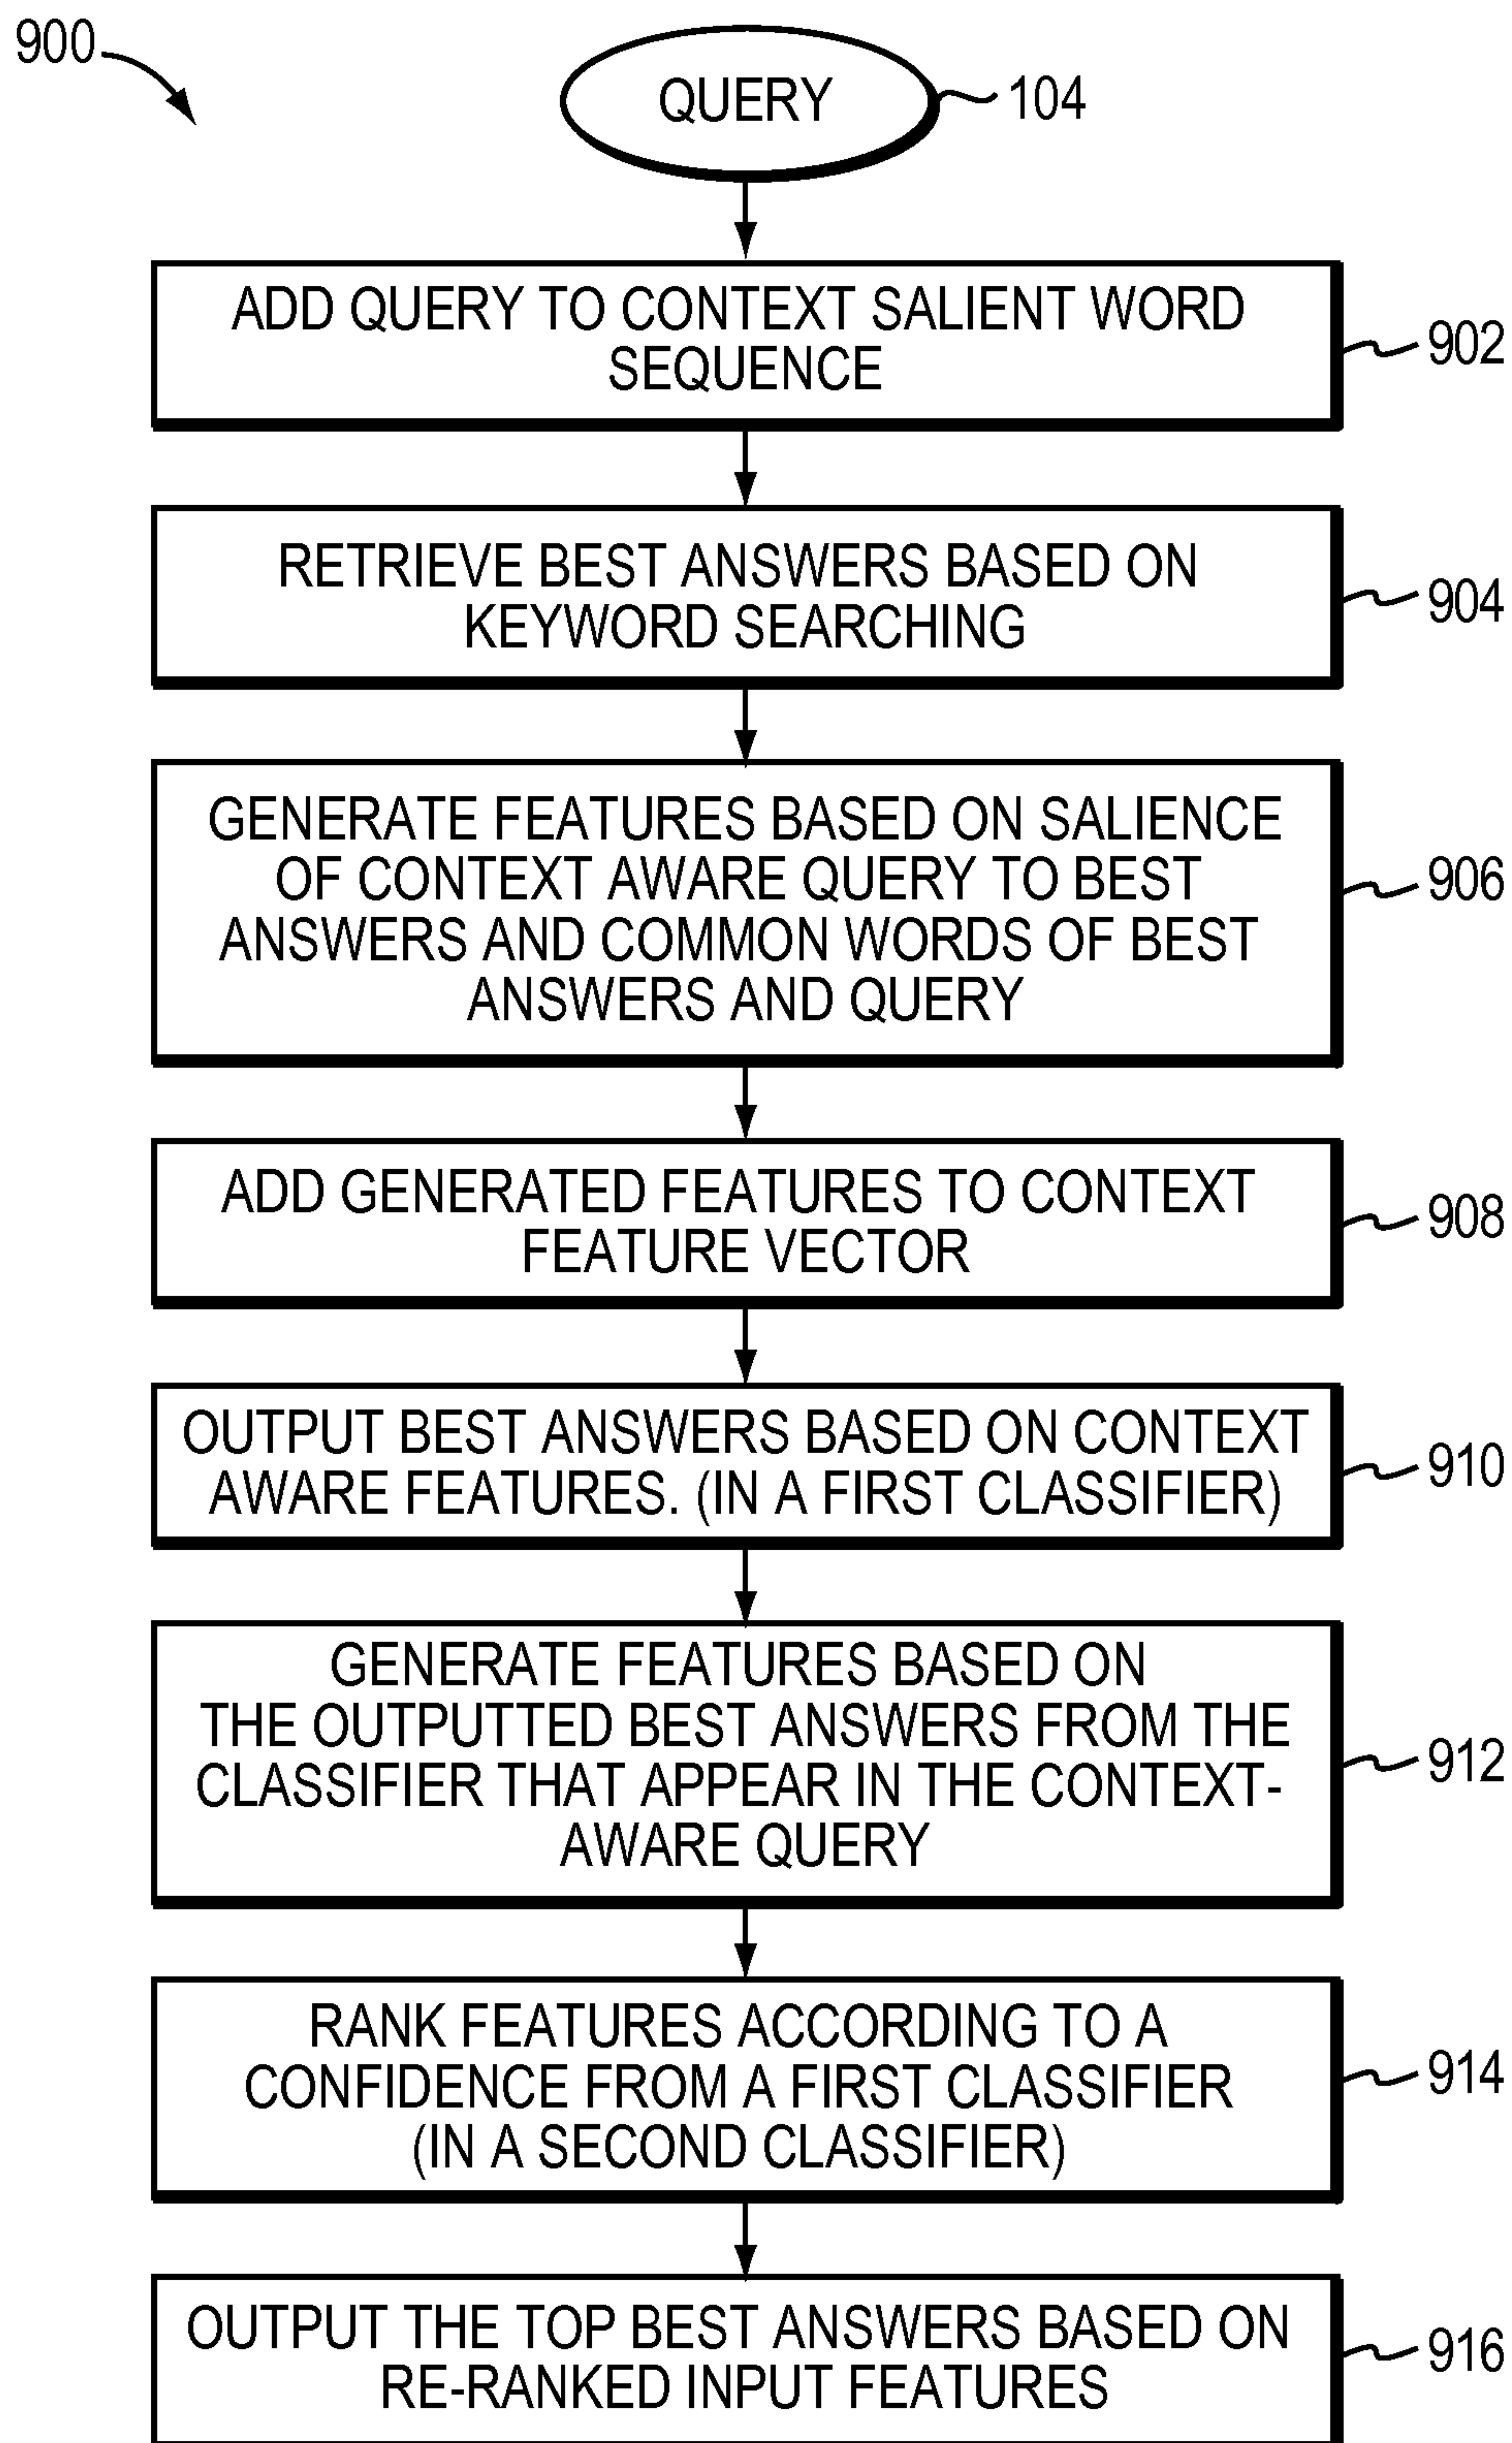 900
QUERY
104
ADD QUERY TO CONTEXT SALIENT WORD
SEQUENCE
902
RETRIEVE BEST ANSWERS BASED ON
KEYWORD SEARCHING
904
GENERATE FEATURES BASED ON SALIENCE
OF CONTEXT AWARE QUERY TO BEST
ANSWERS AND COMMON WORDS OF BEST
ANSWERS AND QUERY
906
ADD GENERATED FEATURES TO CONTEXT
FEATURE VECTOR
908
OUTPUT BEST ANSWERS BASED ON CONTEXT
AWARE FEATURES. (IN A FIRST CLASSIFIER)
910
GENERATE FEATURES BASED ON
THE OUTPUTTED BEST ANSWERS FROM THE
CLASSIFIER THAT APPEAR IN THE CONTEXT-
AWARE QUERY
912
RANK FEATURES ACCORDING TO A
CONFIDENCE FROM A FIRST CLASSIFIER
(IN A SECOND CLASSIFIER)
914
OUTPUT THE TOP BEST ANSWERS BASED ON
RE-RANKED INPUT FEATURES
916